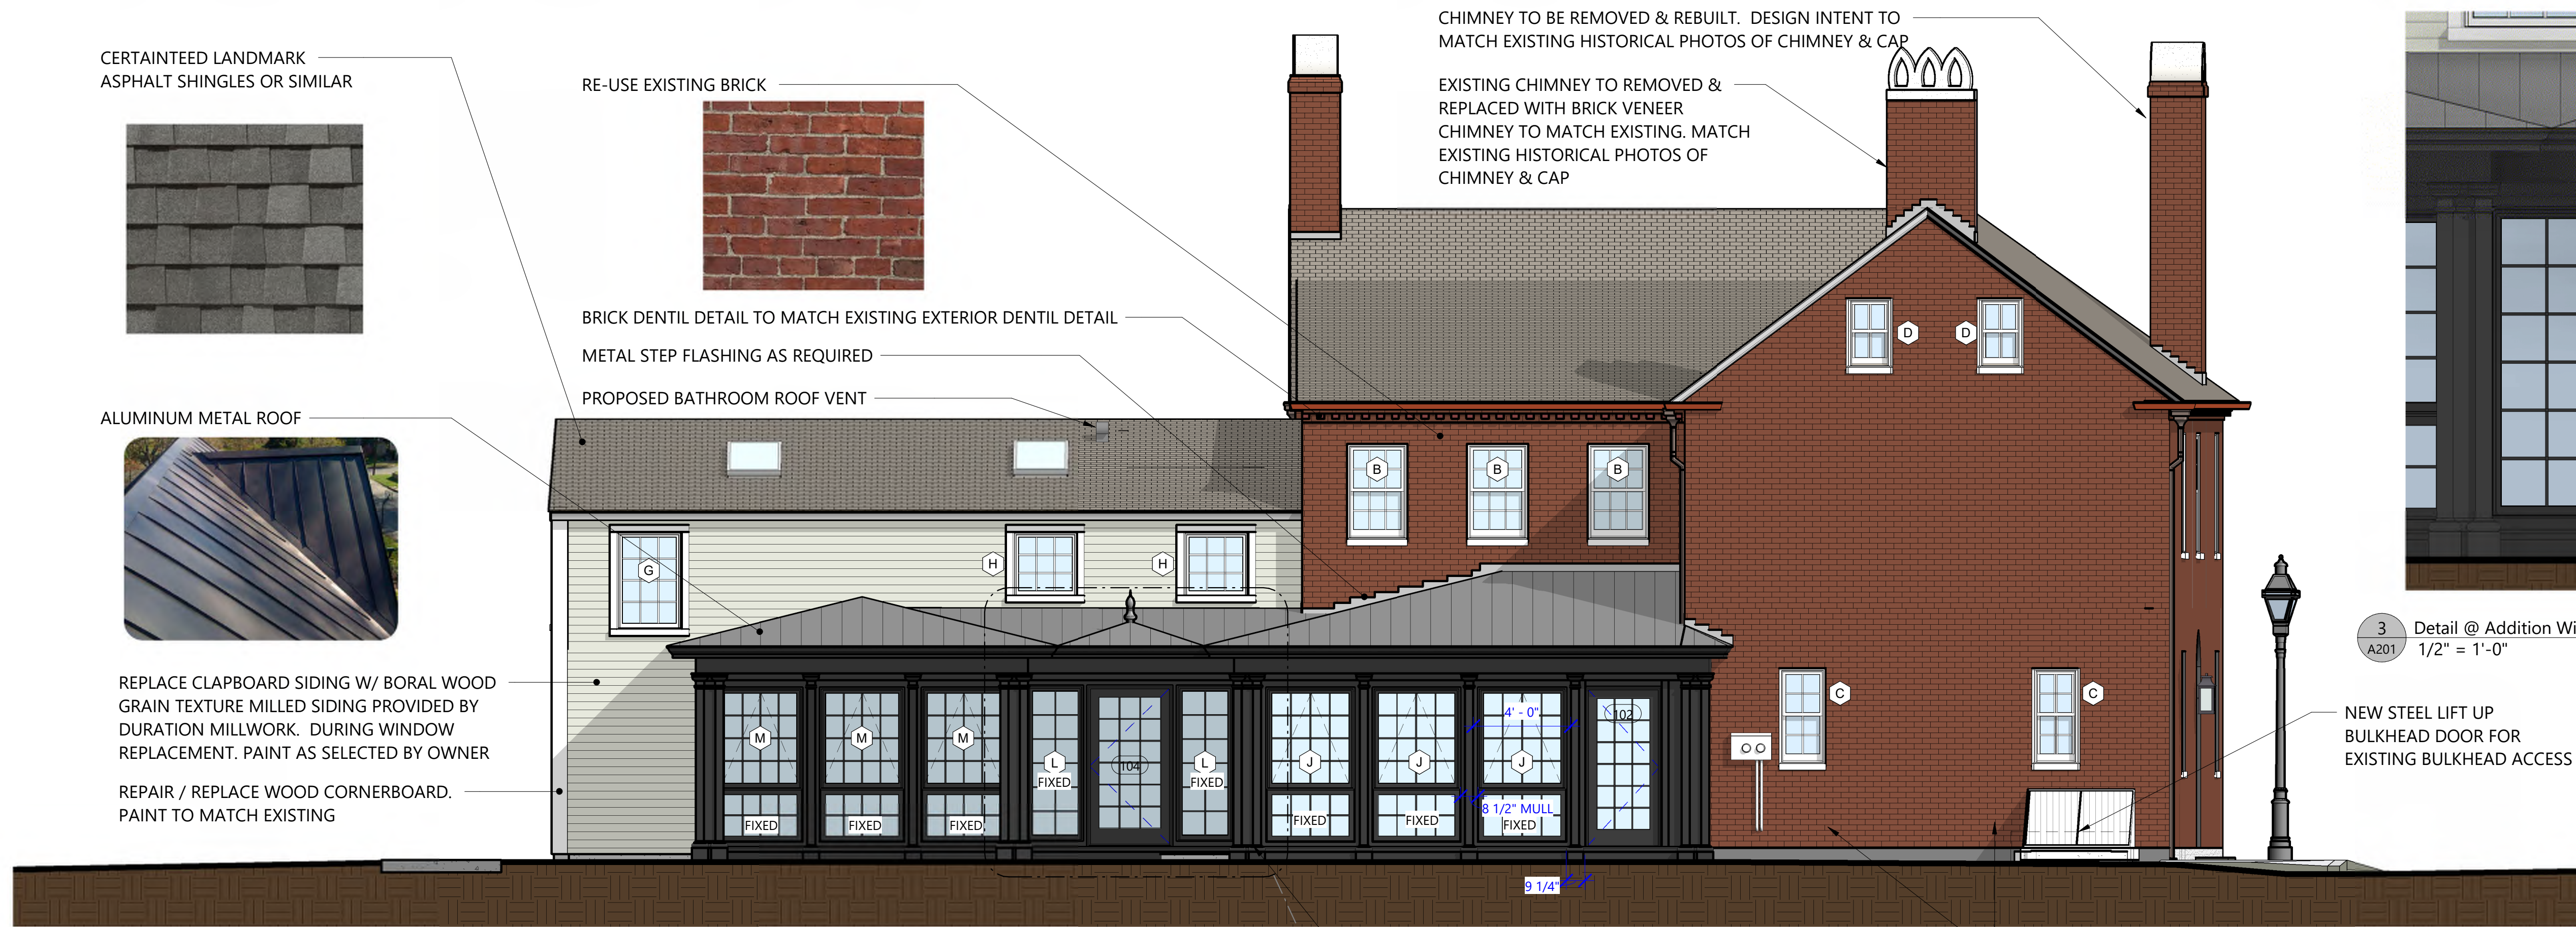 CERTAINTEED LANDMARK
ASPHALT SHINGLES OR SIMILAR
RE-USE EXISTING BRICK
CHIMNEY TO BE REMOVED & REBUILT. DESIGN INTENT TO
MATCH EXISTING HISTORICAL PHOTOS OF CHIMNEY & CAP
EXISTING CHIMNEY TO REMOVED &
REPLACED WITH BRICK VENEER
CHIMNEY TO MATCH EXISTING. MATCH
EXISTING HISTORICAL PHOTOS OF
CHIMNEY & CAP
BRICK DENTIL DETAIL TO MATCH EXISTING EXTERIOR DENTIL DETAIL
METAL STEP FLASHING AS REQUIRED
PROPOSED BATHROOM ROOF VENT
ALUMINUM METAL ROOF
D
D
B
B
B
G
H
H
REPLACE CLAPBOARD SIDING W/ BORAL WOOD
GRAIN TEXTURE MILLED SIDING PROVIDED BY
DURATION MILLWORK. DURING WINDOW
REPLACEMENT. PAINT AS SELECTED BY OWNER
REPAIR / REPLACE WOOD CORNERBOARD.
PAINT TO MATCH EXISTING
M
M
M
L
104
L
J
J
J
4' - 0"
102
C
C
FIXED
FIXED
FIXED
FIXED
FIXED
FIXED
FIXED
8 1/2" MULL
FIXED
9 1/4"
3
A201
Detail @ Addition Wi
1/2" = 1'-0"
NEW STEEL LIFT UP
BULKHEAD DOOR FOR
EXISTING BULKHEAD ACCESS